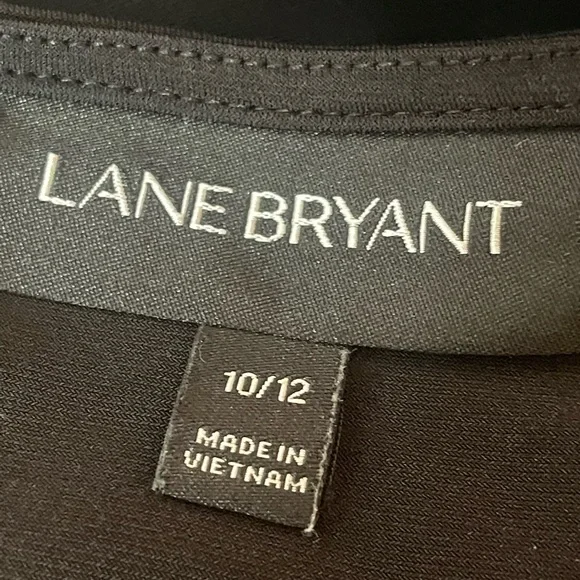 LANE BRYANT
10/12
MADE IN
VIETNAM